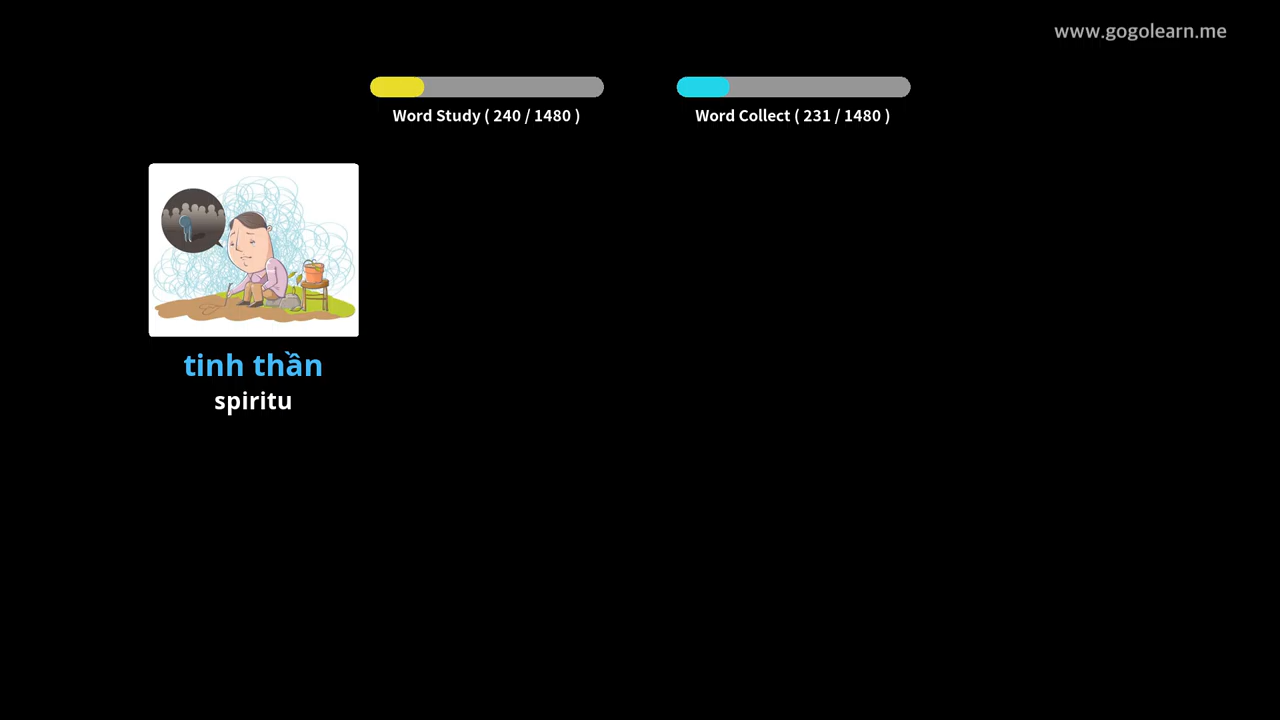 www.gogolearn.me
Word Study ( 240 / 1480 )
Word Collect ( 231 / 1480 )
tinh thần
spiritu